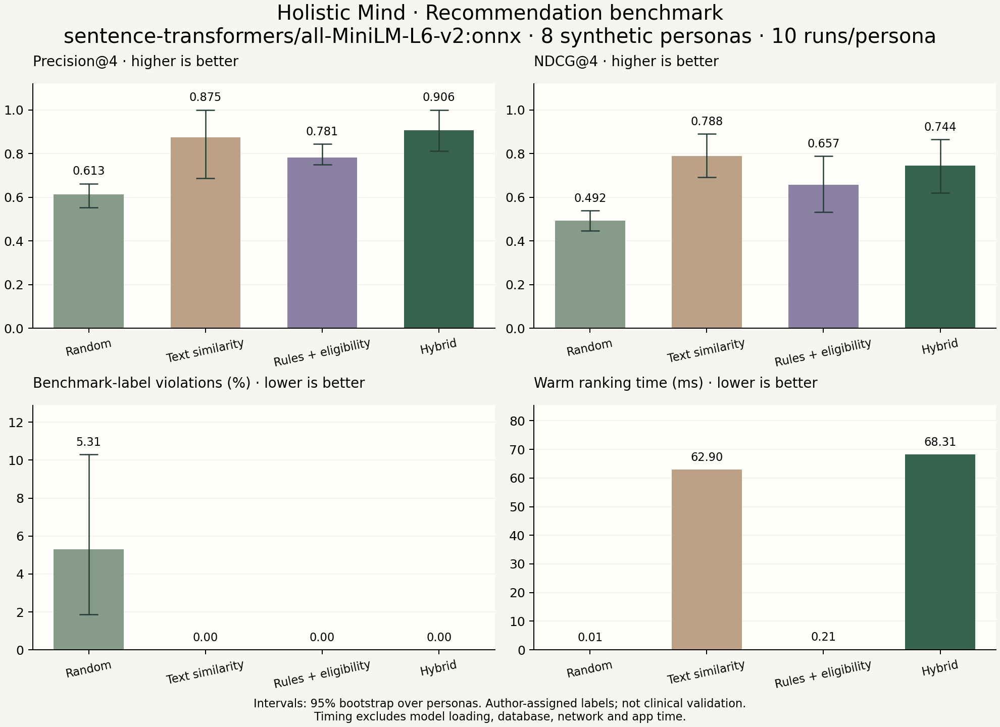 Holistic Mind · Recommendation benchmark
sentence-transformers/all-MiniLM-L6-v2:onnx · 8 synthetic personas · 10 runs/persona
Precision@4 · higher is better
0.613
0.875
0.781
0.906
1.0
0.8
0.6
0.4
0.2
0.0
Random
Text similarity
Rules + eligibility
Hybrid
NDCG@4 · higher is better
0.492
0.788
0.657
0.744
1.0
0.8
0.6
0.4
0.2
0.0
Random
Text similarity
Rules + eligibility
Hybrid
Benchmark-label violations (%) · lower is better
5.31
0.00
0.00
0.00
12
10
8
6
4
2
0
Random
Text similarity
Rules + eligibility
Hybrid
Warm ranking time (ms) · lower is better
0.01
62.90
0.21
68.31
80
70
60
50
40
30
20
10
0
Random
Text similarity
Rules + eligibility
Hybrid
Intervals: 95% bootstrap over personas. Author-assigned labels; not clinical validation.
Timing excludes model loading, database, network and app time.